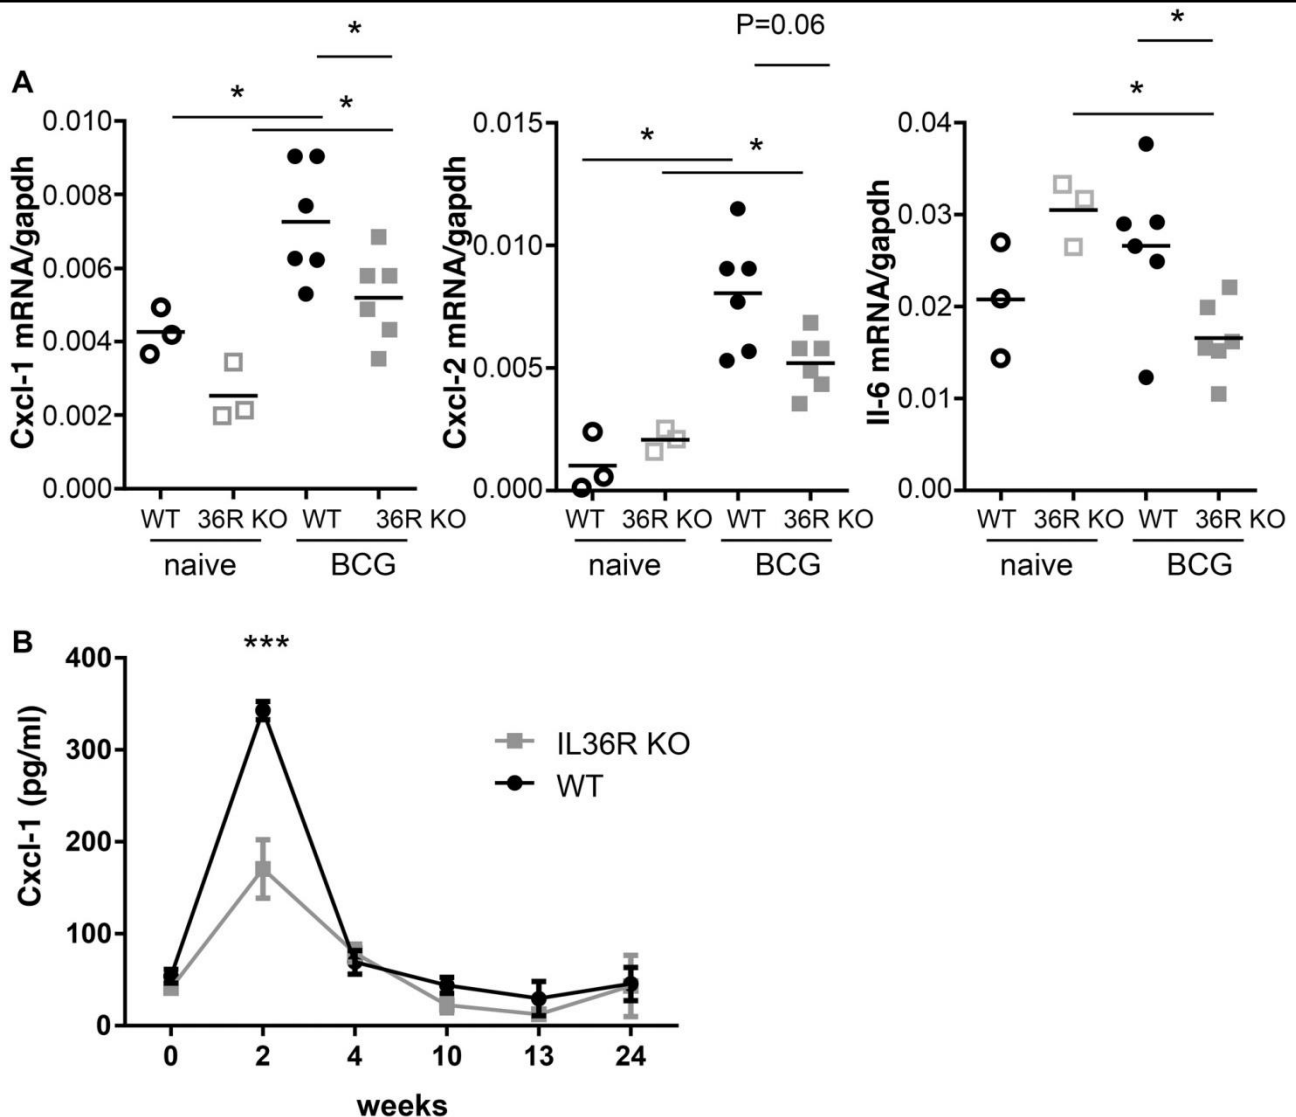 A
* * *
P=0.06
* *
* *
Cxcl-1 mRNA/gapdh
0.010
0.008
0.006
0.004
0.002
0.000
WT 36R KO WT 36R KO
naive BCG
Cxcl-2 mRNA/gapdh
0.015
0.010
0.005
0.000
WT 36R KO WT 36R KO
naive BCG
Il-6 mRNA/gapdh
0.04
0.03
0.02
0.01
0.00
WT 36R KO WT 36R KO
naive BCG
B
***
Cxcl-1 (pg/ml)
400
300
200
100
0
IL36R KO
WT
0 2 4 10 13 24
weeks